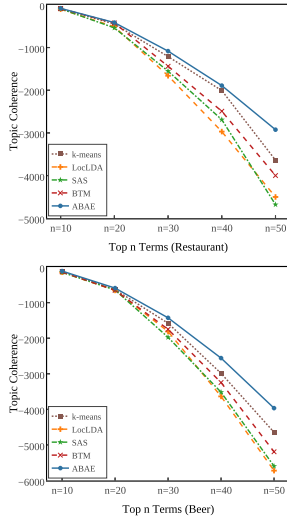 0
−1000
−2000
−3000
−4000
−5000
Topic Coherence
k-means
LocLDA
SAS
BTM
ABAE
n=10 n=20 n=30 n=40 n=50
Top n Terms (Restaurant)
0
−1000
−2000
−3000
−4000
−5000
−6000
Topic Coherence
k-means
LocLDA
SAS
BTM
ABAE
n=10 n=20 n=30 n=40 n=50
Top n Terms (Beer)